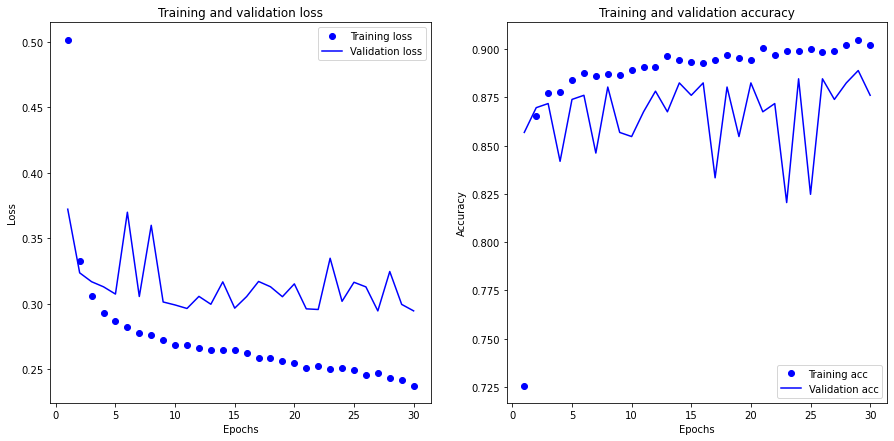 Training and validation loss
Training loss
Validation loss
0.50
0.45
0.40
0.35
0.30
0.25
Loss
0
5
10
15
20
25
30
Epochs
Training and validation accuracy
0.900
0.875
0.850
0.825
0.800
0.775
0.750
0.725
Accuracy
Training acc
Validation acc
0
5
10
15
20
25
30
Epochs